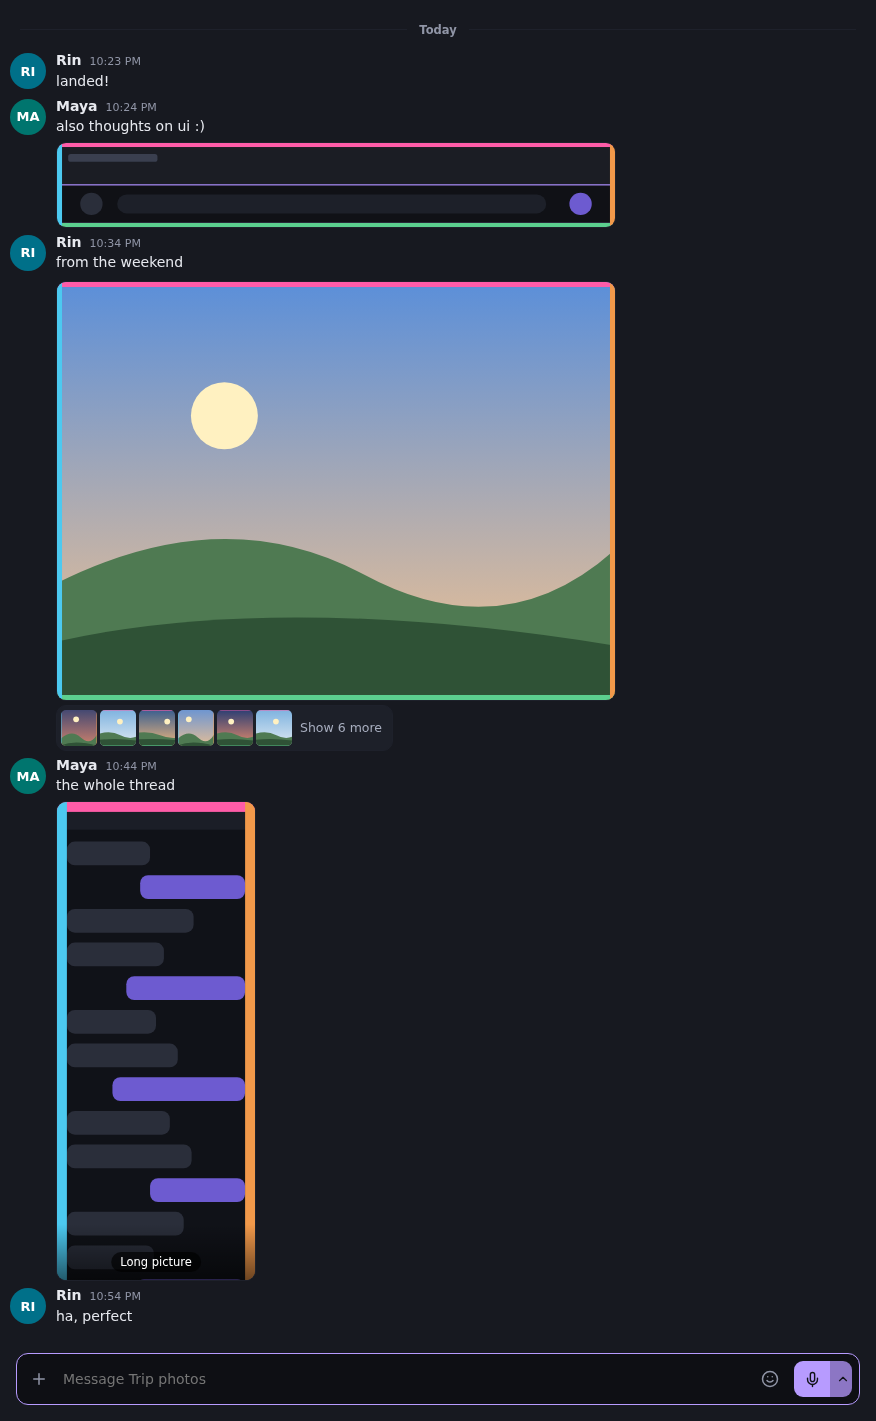 Today
RI
Rin 10:23 PM
landed!
MA
Maya 10:24 PM
also thoughts on ui :)
RI
Rin 10:34 PM
from the weekend
Show 6 more
MA
Maya 10:44 PM
the whole thread
Long picture
RI
Rin 10:54 PM
ha, perfect
Message Trip photos